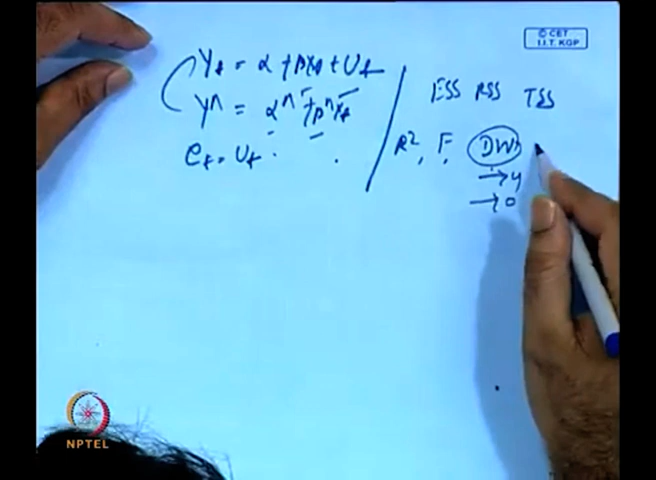 © CET
I.I.T. KGP
Yt = α + βXt + Ut
Y^ = α^ + β^Xt
et = Ut
ESS RSS TSS
R², F, DW
→ 4
→ 0
NPTEL